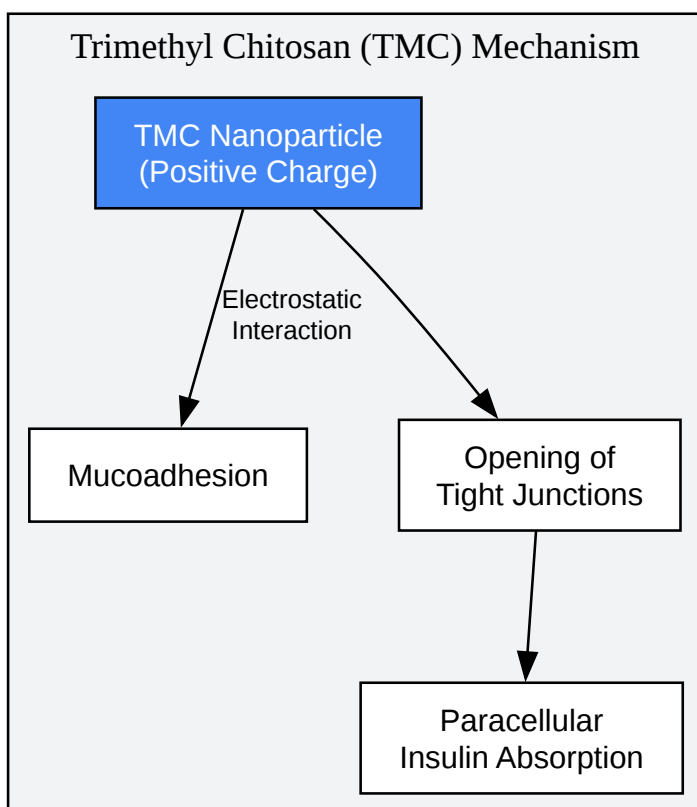 Trimethyl Chitosan (TMC) Mechanism
TMC Nanoparticle
(Positive Charge)
Electrostatic
Interaction
Mucoadhesion
Opening of
Tight Junctions
Paracellular
Insulin Absorption